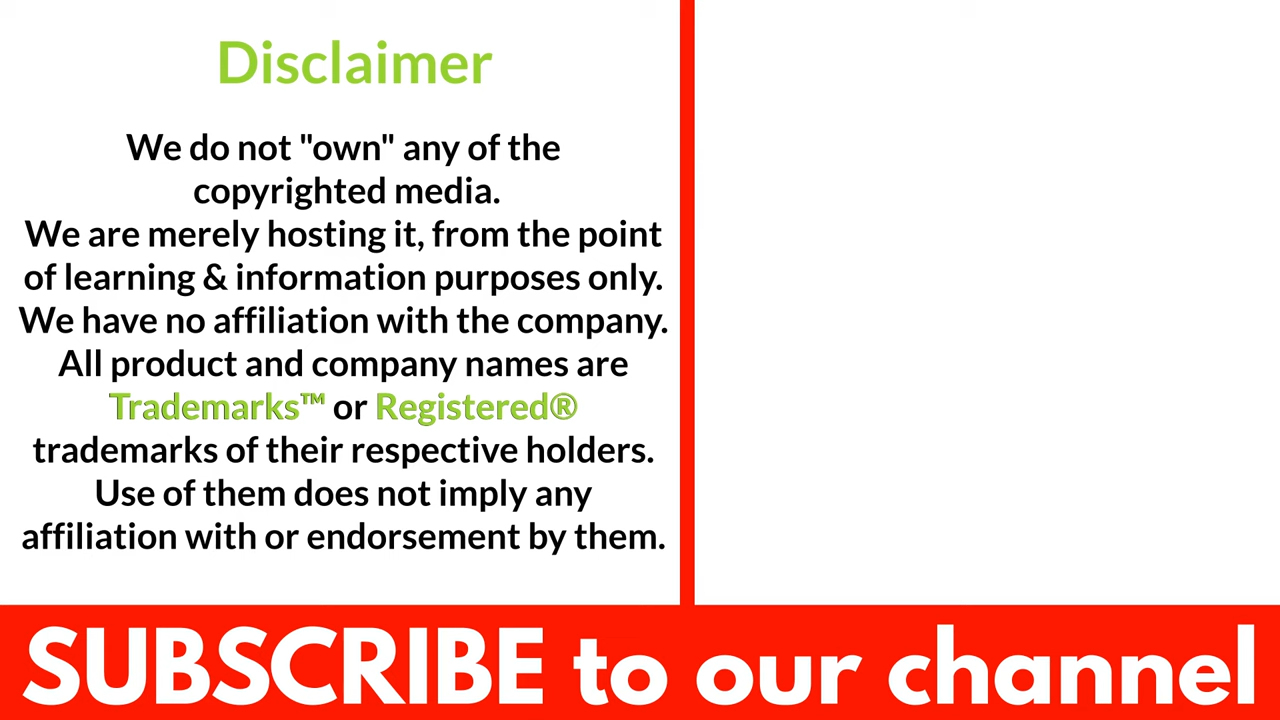 Disclaimer
We do not "own" any of the
copyrighted media.
We are merely hosting it, from the point
of learning & information purposes only.
We have no affiliation with the company.
All product and company names are
Trademarks™ or Registered®
trademarks of their respective holders.
Use of them does not imply any
affiliation with or endorsement by them.
SUBSCRIBE to our channel